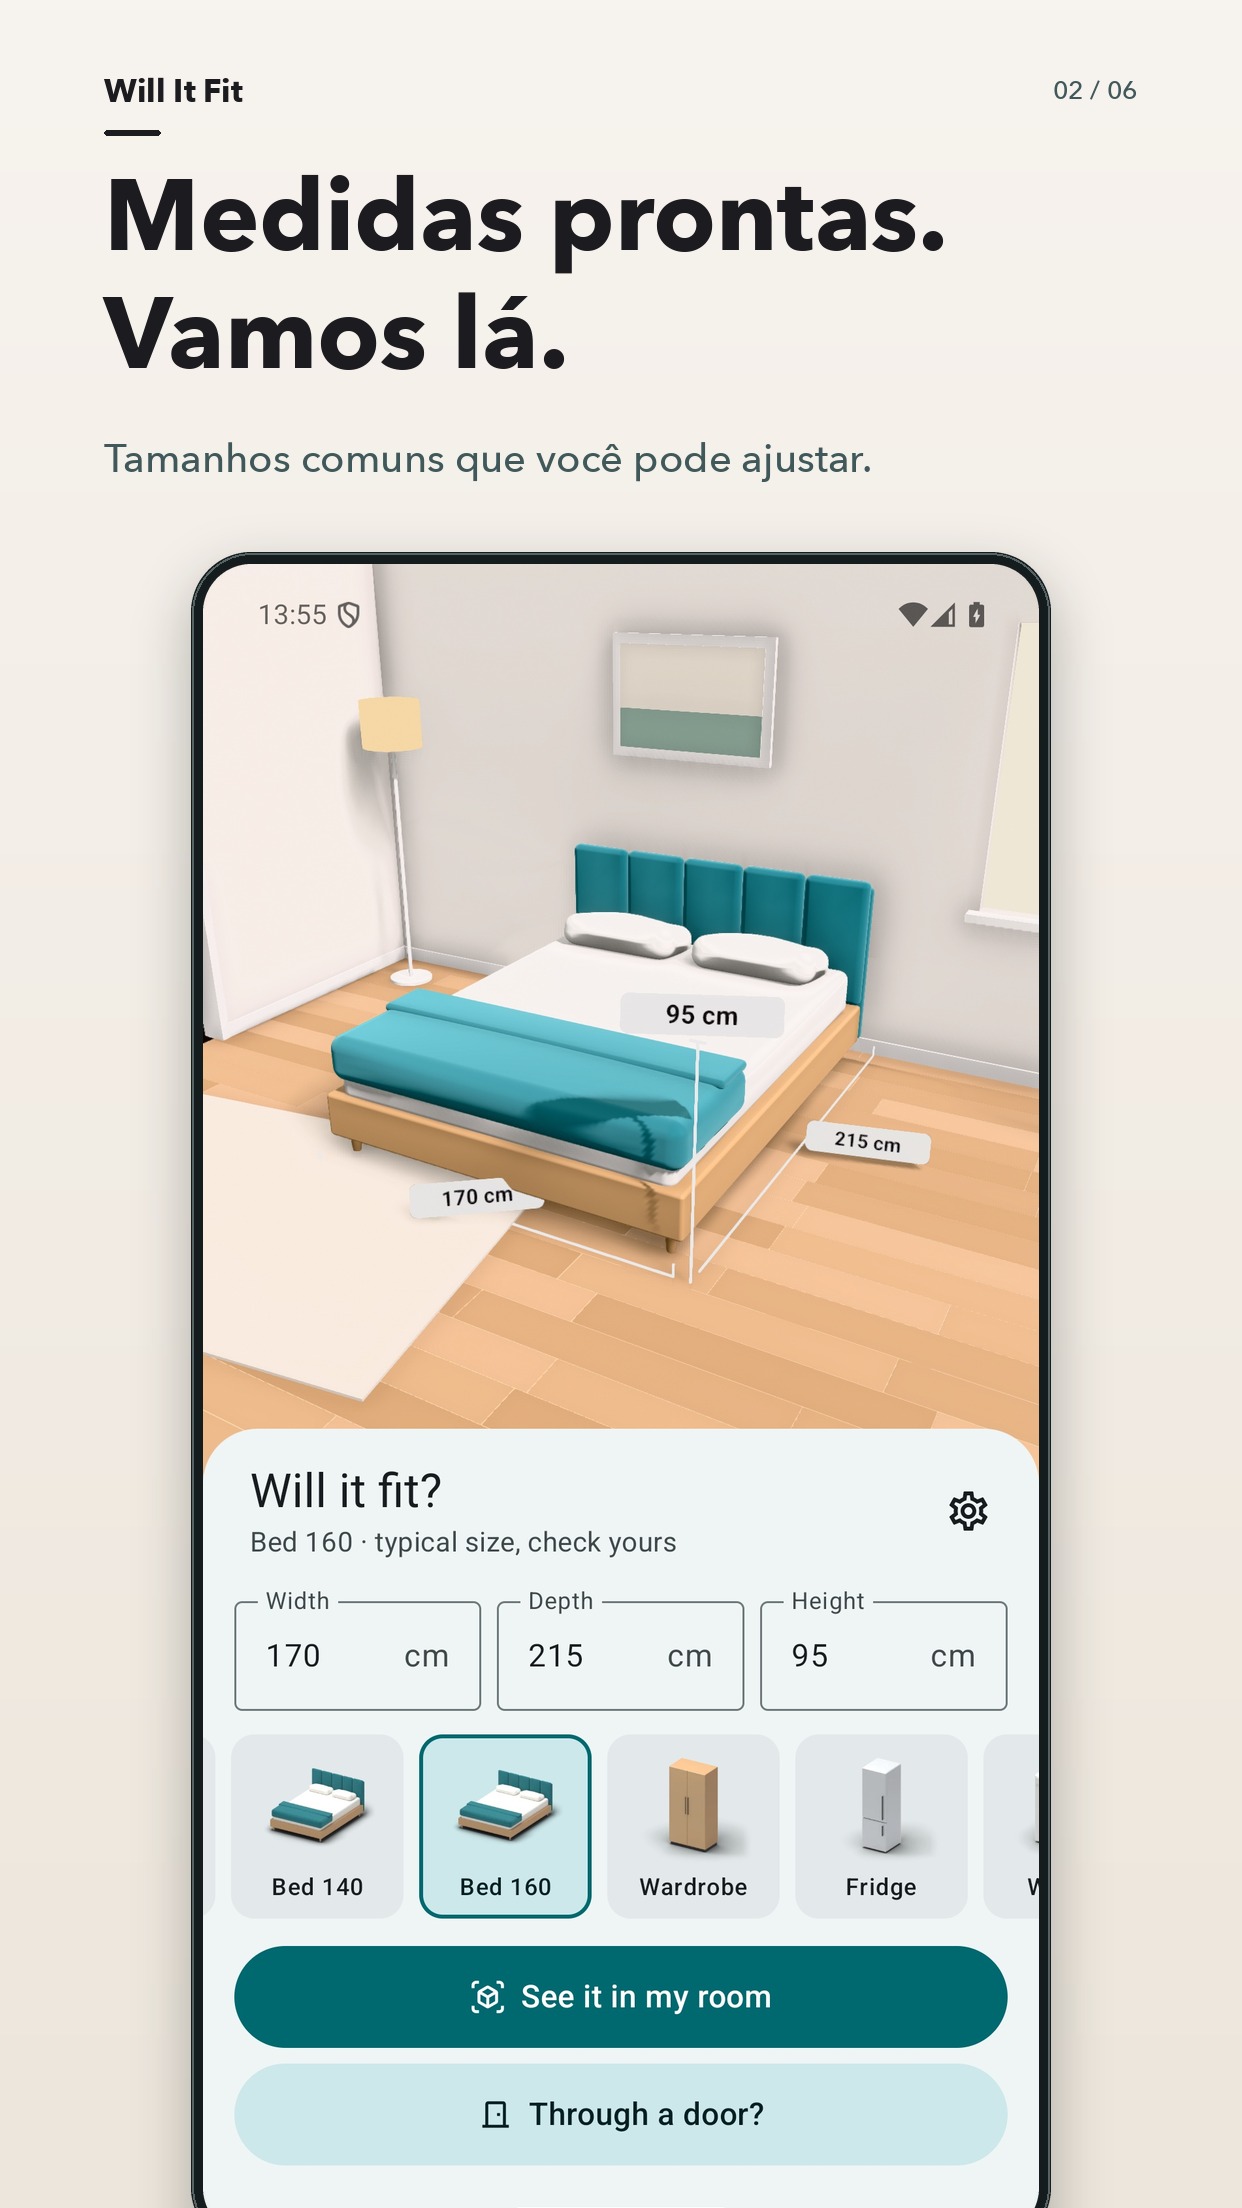 Will It Fit
02 / 06
Medidas prontas.
Vamos lá.
Tamanhos comuns que você pode ajustar.
13:55
95 cm
215 cm
170 cm
Will it fit?
Bed 160 · typical size, check yours
Width
Depth
Height
170 cm
215 cm
95 cm
Bed 140
Bed 160
Wardrobe
Fridge
See it in my room
Through a door?